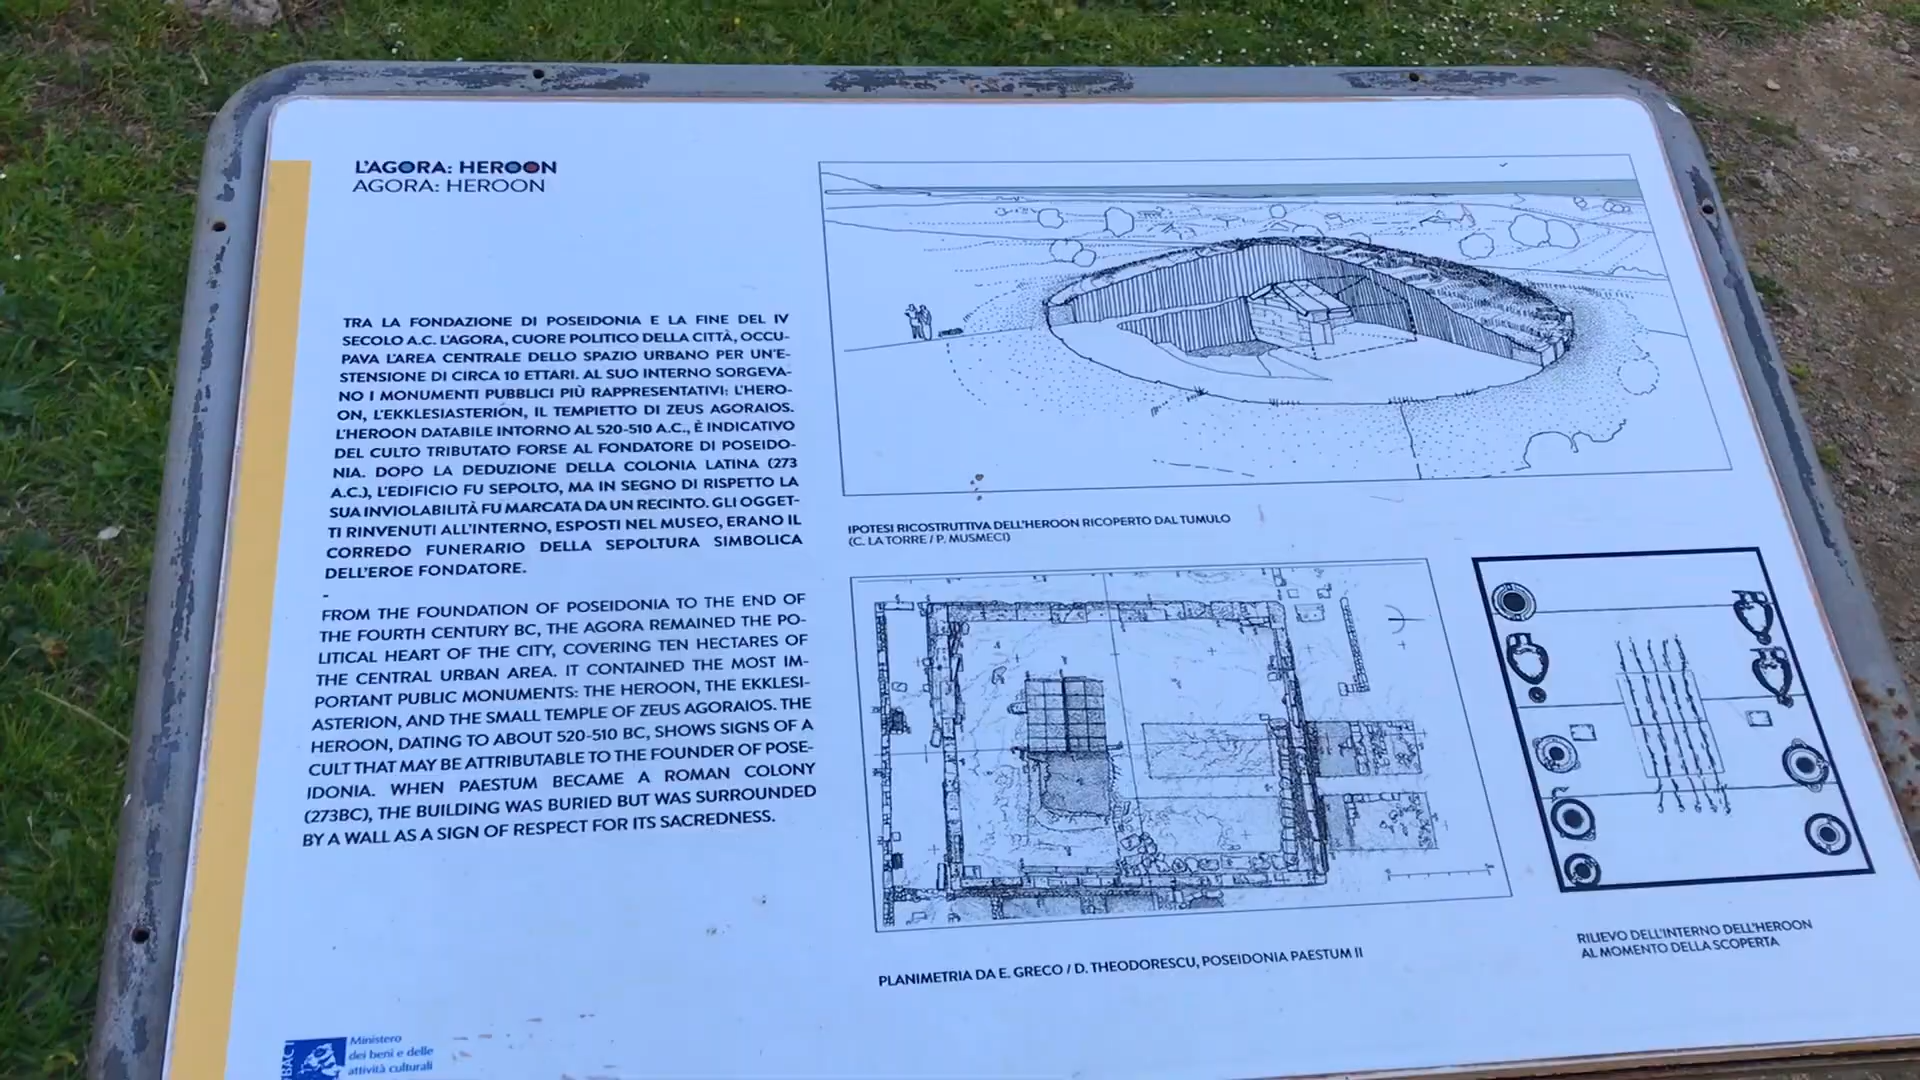 L'AGORA: HEROON
AGORA: HEROON
TRA LA FONDAZIONE DI POSEIDONIA E LA FINE DEL IV
SECOLO A.C. L'AGORA, CUORE POLITICO DELLA CITTÀ, OCCU-
PAVA L'AREA CENTRALE DELLO SPAZIO URBANO PER UN'E-
STENSIONE DI CIRCA 10 ETTARI. AL SUO INTERNO SORGEVA-
NO I MONUMENTI PUBBLICI PIÙ RAPPRESENTATIVI: L'HERO-
ON, L'EKKLESIASTERION, IL TEMPIETTO DI ZEUS AGORAIOS.
L'HEROON DATABILE INTORNO AL 520-510 A.C., È INDICATIVO
DEL CULTO TRIBUTATO FORSE AL FONDATORE DI POSEIDO-
NIA. DOPO LA DEDUZIONE DELLA COLONIA LATINA (273
A.C.), L'EDIFICIO FU SEPOLTO, MA IN SEGNO DI RISPETTO LA
SUA INVIOLABILITÀ FU MARCATA DA UN RECINTO. GLI OGGET-
TI RINVENUTI ALL'INTERNO, ESPOSTI NEL MUSEO, ERANO IL
CORREDO FUNERARIO DELLA SEPOLTURA SIMBOLICA
DELL'EROE FONDATORE.
-
FROM THE FOUNDATION OF POSEIDONIA TO THE END OF
THE FOURTH CENTURY BC, THE AGORA REMAINED THE PO-
LITICAL HEART OF THE CITY, COVERING TEN HECTARES OF
THE CENTRAL URBAN AREA. IT CONTAINED THE MOST IM-
PORTANT PUBLIC MONUMENTS: THE HEROON, THE EKKLESI-
ASTERION, AND THE SMALL TEMPLE OF ZEUS AGORAIOS. THE
HEROON, DATING TO ABOUT 520-510 BC, SHOWS SIGNS OF A
CULT THAT MAY BE ATTRIBUTABLE TO THE FOUNDER OF POSE-
IDONIA. WHEN PAESTUM BECAME A ROMAN COLONY
(273BC), THE BUILDING WAS BURIED BUT WAS SURROUNDED
BY A WALL AS A SIGN OF RESPECT FOR ITS SACREDNESS.
IPOTESI RICOSTRUTTIVA DELL'HEROON RICOPERTO DAL TUMULO
(C. LA TORRE / P. MUSMECI)
PLANIMETRIA DA E. GRECO / D. THEODORESCU, POSEIDONIA PAESTUM II
RILIEVO DELL'INTERNO DELL'HEROON
AL MOMENTO DELLA SCOPERTA
Ministero
dei beni e delle
attività culturali